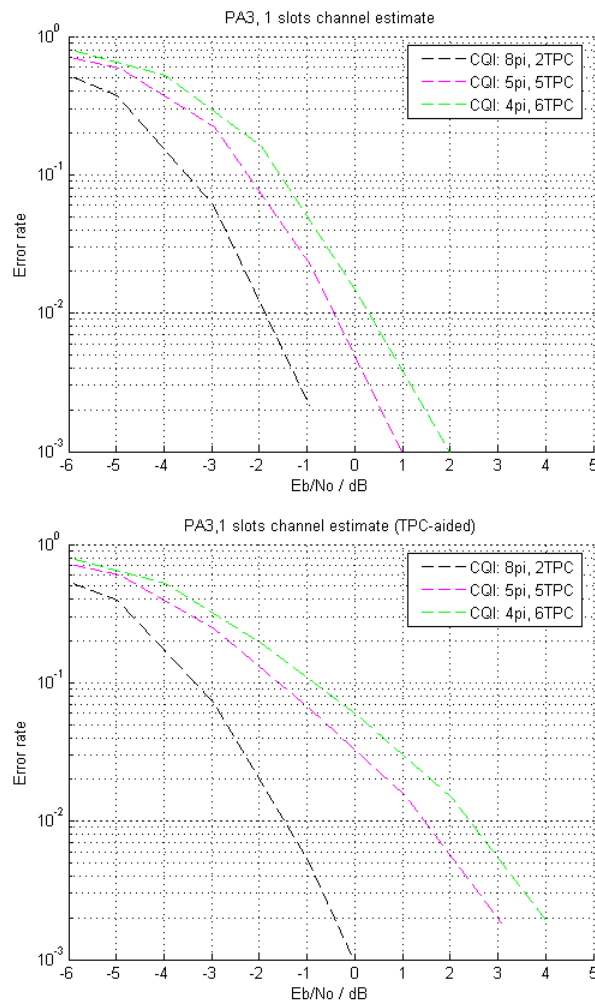 PA3, 1 slots channel estimate
10^0
10^-1
10^-2
10^-3
Error rate
CQI: 8pi, 2TPC
CQI: 5pi, 5TPC
CQI: 4pi, 6TPC
-6 -5 -4 -3 -2 -1 0 1 2 3 4 5
Eb/No / dB
PA3,1 slots channel estimate (TPC-aided)
10^0
10^-1
10^-2
10^-3
Error rate
CQI: 8pi, 2TPC
CQI: 5pi, 5TPC
CQI: 4pi, 6TPC
-6 -5 -4 -3 -2 -1 0 1 2 3 4 5
Eb/No / dB